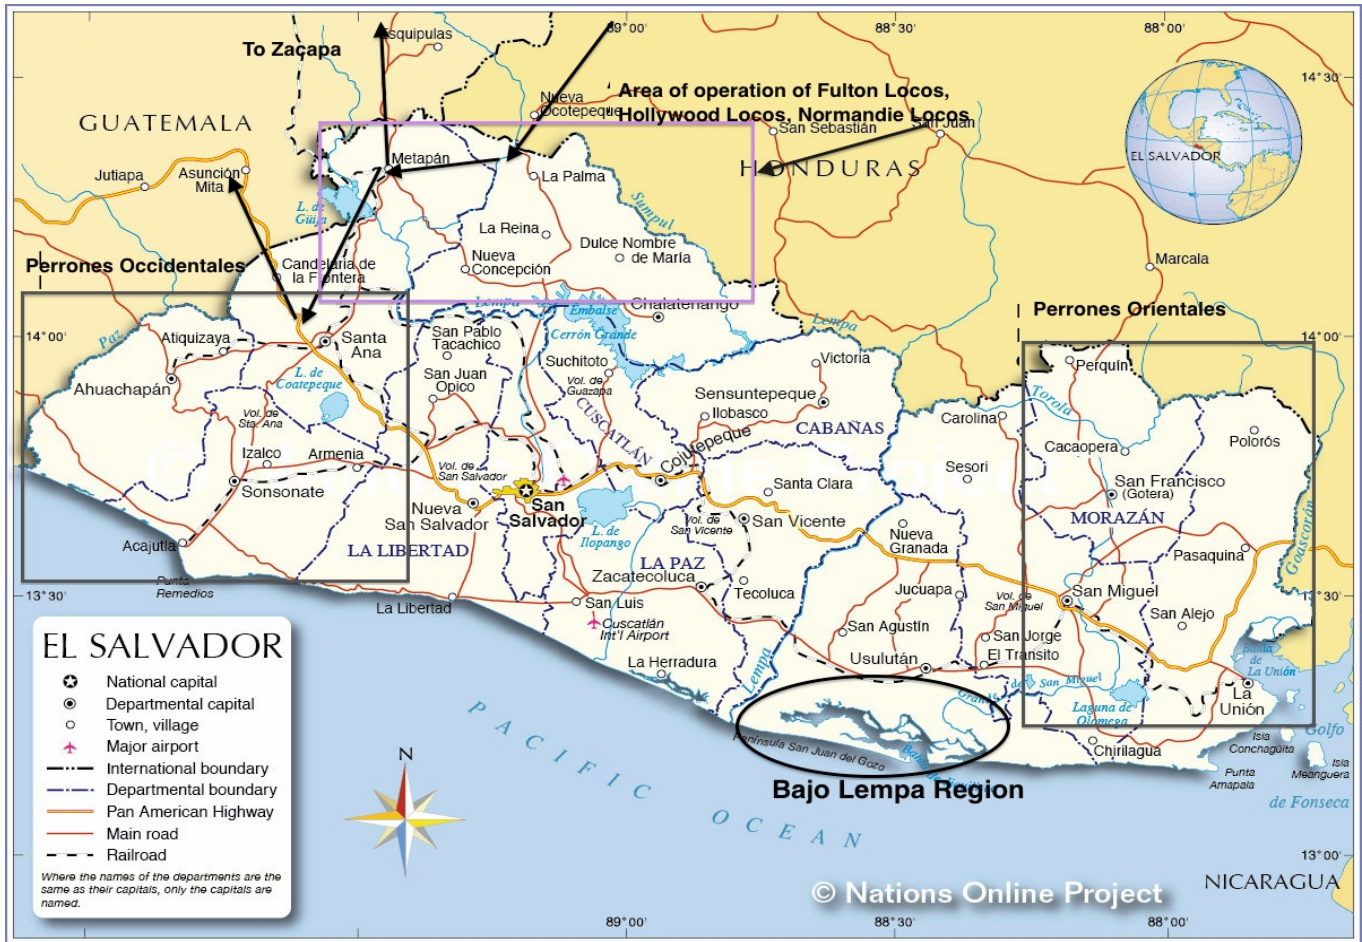 89°00'
88°30'
88°00'
Esquipulas
To Zacapa
14°30'
Nueva
Ocotepeque
Area of operation of Fulton Locos,
Hollywood Locos, Normandie Locos
GUATEMALA
San Sebastián
San Juan
EL SALVADOR
Metapán
HONDURAS
Jutiapa
Asunción
Mita
La Palma
L. de
Güija
Sumpul
La Reina
Dulce Nombre
de María
Perrones Occidentales
Candelaria de
la Frontera
Nueva
Concepción
Marcala
Lempa
Embalse
Cerrón Grande
Chalatenango
Perrones Orientales
14°00'
Paz
Atiquizaya
Santa
Ana
San Pablo
Tacachico
Lempa
14°00'
Ahuachapán
L. de
Coatepeque
San Juan
Opico
Suchitoto
Vol. de
Guazapa
Victoria
Perquín
Sensuntepeque
Ilobasco
Torola
Vol. de
Sta. Ana
CUSCATLÁN
CABAÑAS
Carolina
Cacaopera
Polorós
Izalco
Armenia
Cojutepeque
Sesori
Sonsonate
Vol. de
San Salvador
Santa Clara
San Francisco
(Gotera)
Nueva
San Salvador
San
Salvador
Vol. de
San Vicente
San Vicente
MORAZÁN
L. de
Ilopango
Nueva
Granada
Goascorán
Acajutla
LA LIBERTAD
LA PAZ
Pasaquina
Zacatecoluca
Tecoluca
Jucuapa
Vol. de
San Miguel
San Miguel
Punta
Remedios
13°30'
La Libertad
San Luis
13°30'
San Alejo
Cuscatlán
Int'l Airport
San Agustín
San Jorge
El Tránsito
La Herradura
Lempa
Usulután
Bahía
de
La Unión
Grande de San Miguel
La
Unión
Laguna de
Olomega
Península San Juan del Gozo
Chirilagua
Golfo
Isla
Conchagüita
Isla
Meanguera
Punta
Amapala
de Fonseca
Bajo Lempa Region
PACIFIC OCEAN
EL SALVADOR
National capital
Departmental capital
Town, village
Major airport
International boundary
Departmental boundary
Pan American Highway
Main road
Railroad
Where the names of the departments are the
same as their capitals, only the capitals are
named.
N
13°00'
NICARAGUA
© Nations Online Project
89°00'
88°30'
88°00'